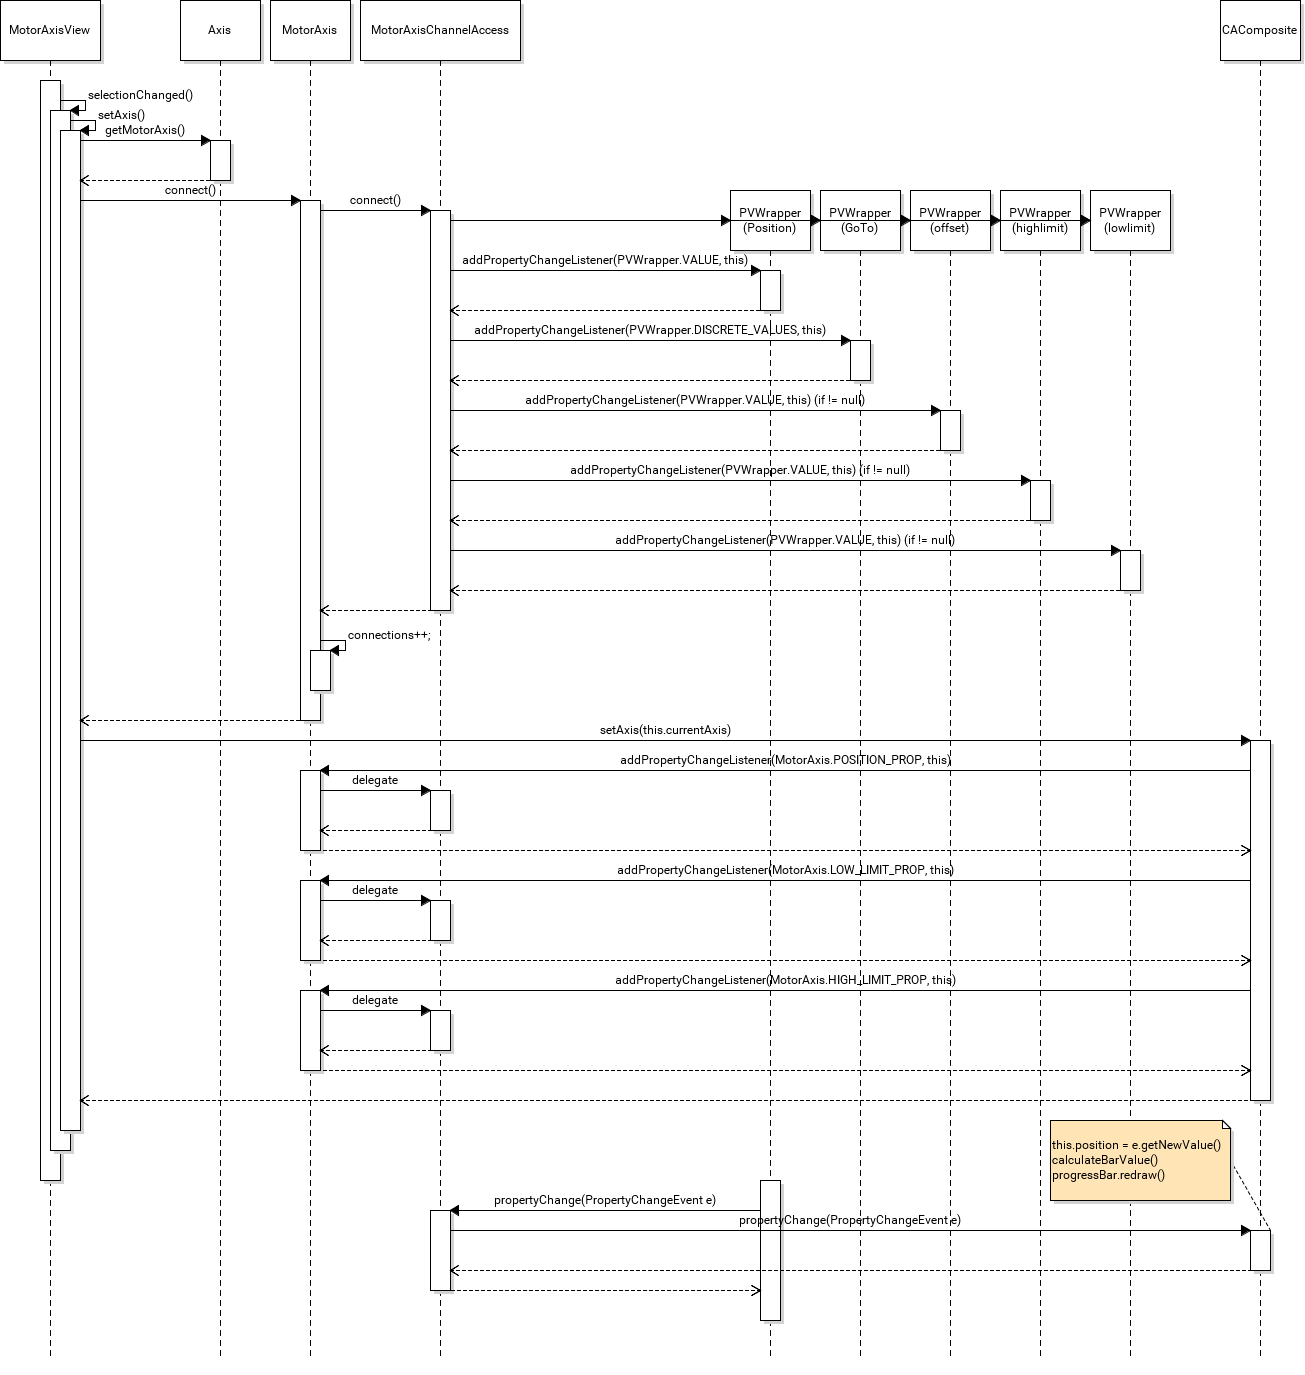 MotorAxisView
Axis
MotorAxis
MotorAxisChannelAccess
CAComposite
selectionChanged()
setAxis()
getMotorAxis()
connect()
connect()
PVWrapper
(Position)
PVWrapper
(GoTo)
PVWrapper
(offset)
PVWrapper
(highlimit)
PVWrapper
(lowlimit)
addPropertyChangeListener(PVWrapper.VALUE, this)
addPropertyChangeListener(PVWrapper.DISCRETE_VALUES, this)
addPropertyChangeListener(PVWrapper.VALUE, this) (if != null)
addPropertyChangeListener(PVWrapper.VALUE, this) (if != null)
addPropertyChangeListener(PVWrapper.VALUE, this) (if != null)
connections++;
setAxis(this.currentAxis)
addPropertyChangeListener(MotorAxis.POSITION_PROP, this)
delegate
addPropertyChangeListener(MotorAxis.LOW_LIMIT_PROP, this)
delegate
addPropertyChangeListener(MotorAxis.HIGH_LIMIT_PROP, this)
delegate
this.position = e.getNewValue()
calculateBarValue()
progressBar.redraw()
propertyChange(PropertyChangeEvent e)
propertyChange(PropertyChangeEvent e)